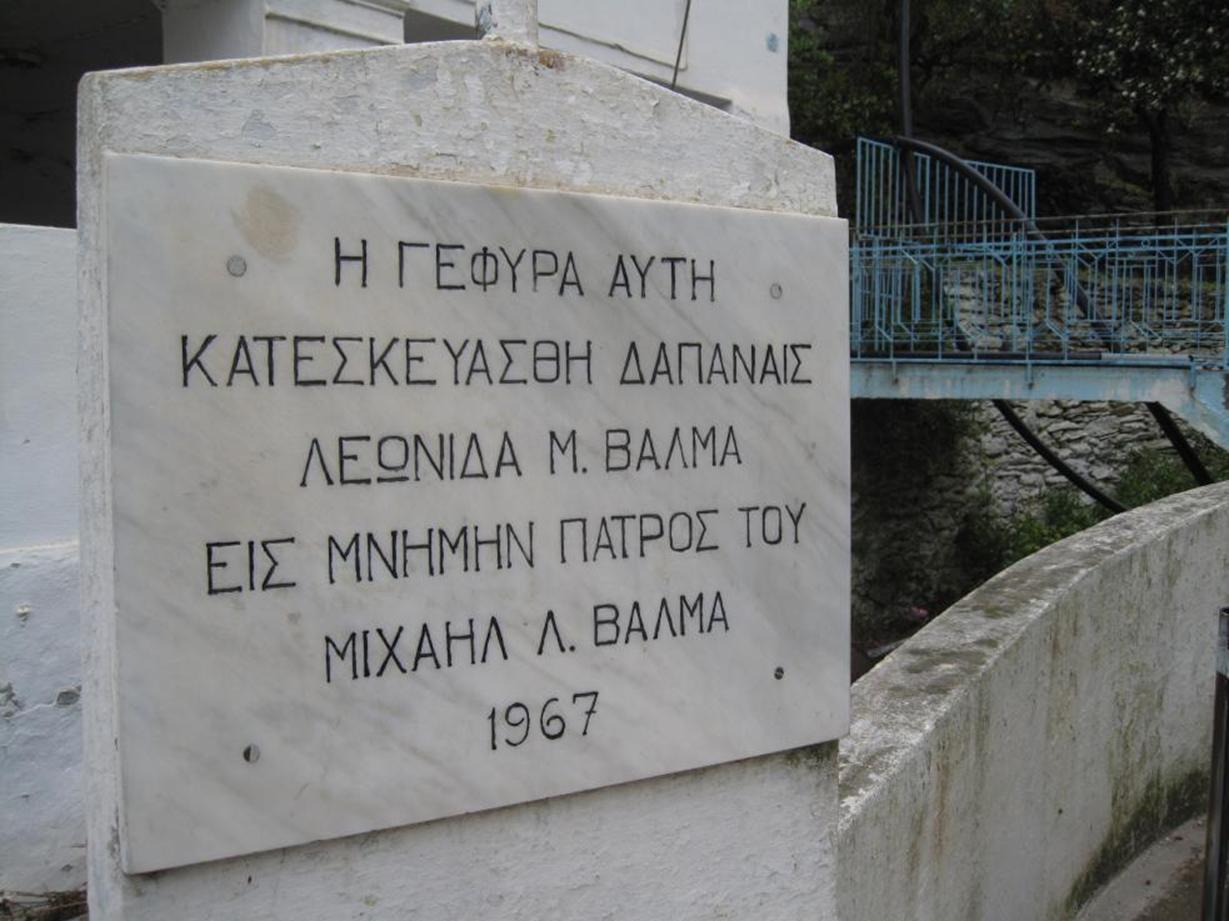 Η ΓΕΦΥΡΑ ΑΥΤΗ
ΚΑΤΕΣΚΕΥΑΣΘΗ ΔΑΠΑΝΑΙΣ
ΛΕΩΝΙΔΑ Μ. ΒΑΛΜΑ
ΕΙΣ ΜΝΗΜΗΝ ΠΑΤΡΟΣ ΤΟΥ
ΜΙΧΑΗΛ Λ. ΒΑΛΜΑ
1967